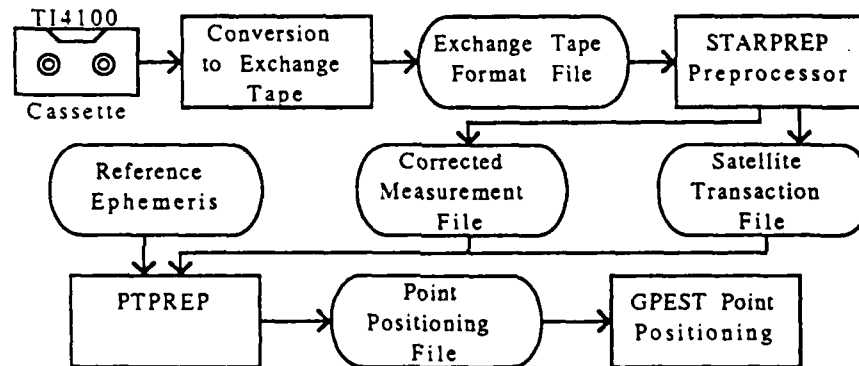 TI4100
Cassette
Conversion
to Exchange
Tape
Exchange Tape
Format File
STARPREP
Preprocessor
Reference
Ephemeris
Corrected
Measurement
File
Satellite
Transaction
File
PTPREP
Point
Positioning
File
GPEST Point
Positioning